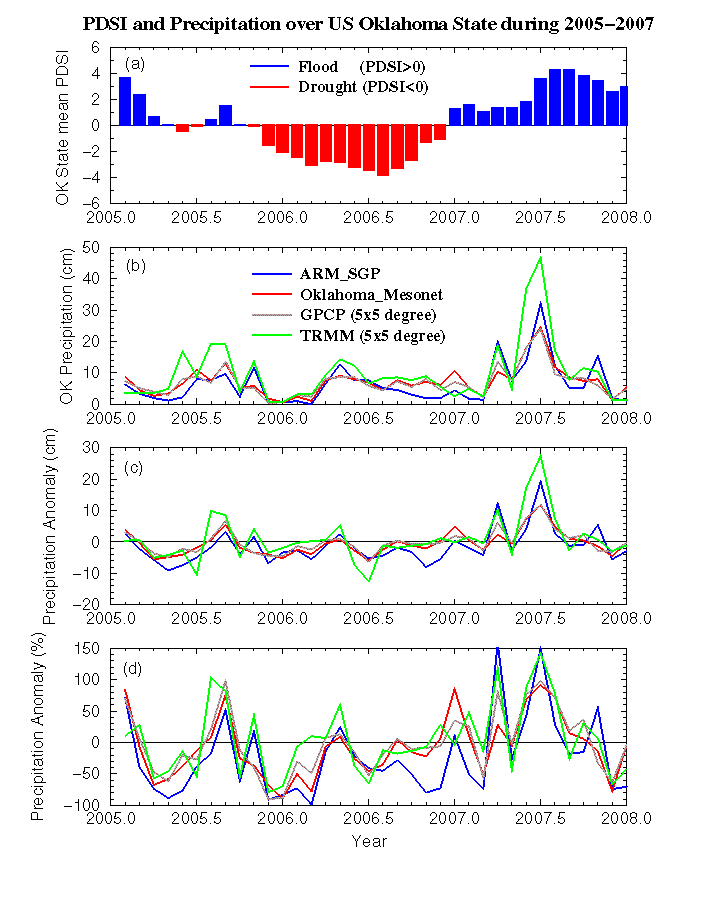 PDSI and Precipitation over US Oklahoma State during 2005−2007
(a)
Flood (PDSI>0)
Drought (PDSI<0)
OK State mean PDSI
6
4
2
0
−2
−4
−6
2005.0 2005.5 2006.0 2006.5 2007.0 2007.5 2008.0
(b)
ARM_SGP
Oklahoma_Mesonet
GPCP (5x5 degree)
TRMM (5x5 degree)
OK Precipitation (cm)
50
40
30
20
10
0
2005.0 2005.5 2006.0 2006.5 2007.0 2007.5 2008.0
(c)
Precipitation Anomaly (cm)
30
20
10
0
−10
−20
2005.0 2005.5 2006.0 2006.5 2007.0 2007.5 2008.0
(d)
Precipitation Anomaly (%)
150
100
50
0
−50
−100
2005.0 2005.5 2006.0 2006.5 2007.0 2007.5 2008.0
Year